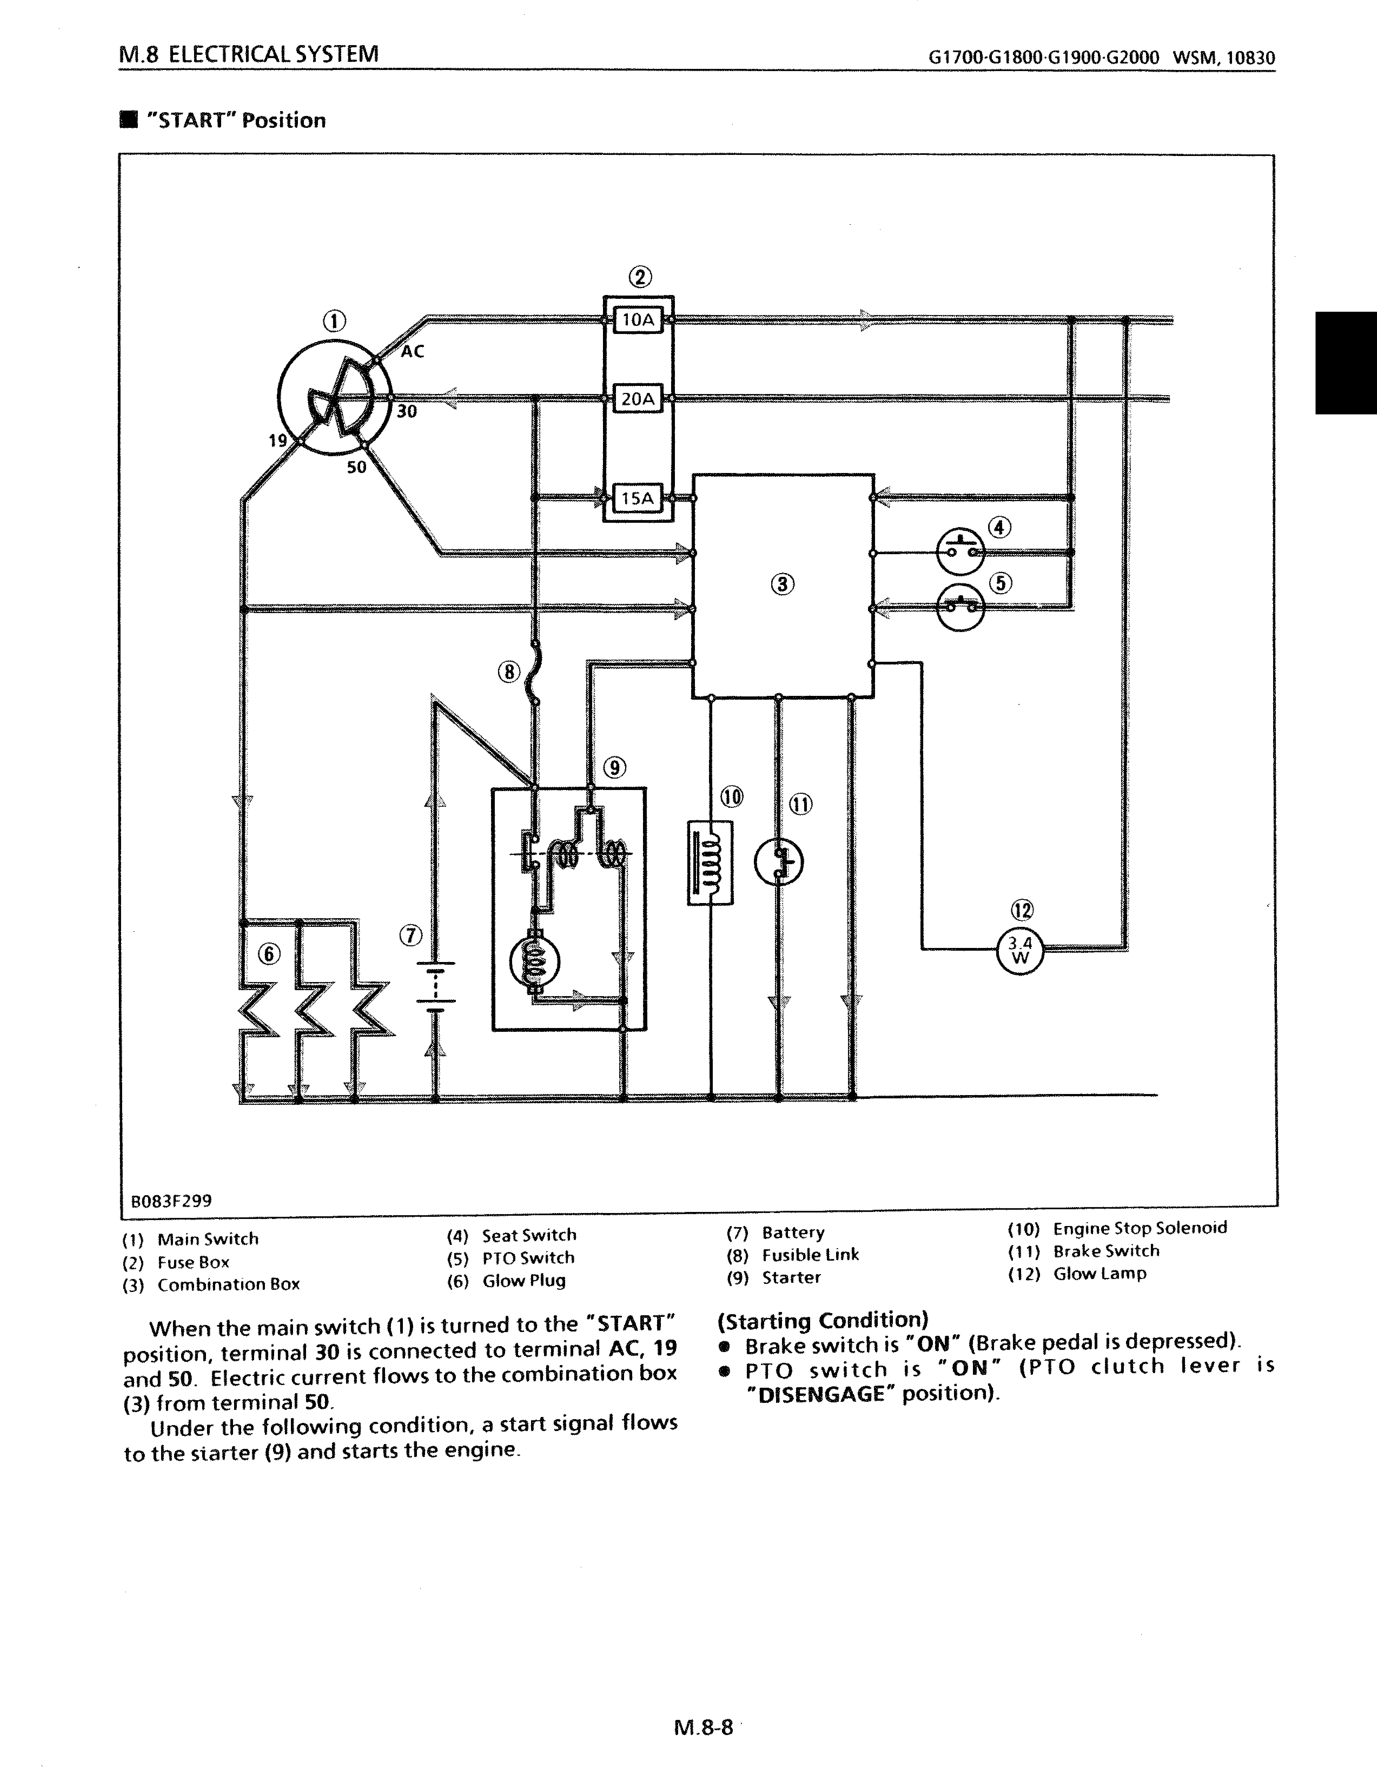 M.8 ELECTRICAL SYSTEM
G1700·G1800·G1900·G2000 WSM, 10830
■ "START" Position
②
①
10A
AC
20A
30
19
50
15A
④
③
⑤
⑧
⑨
⑩
⑪
⑫
⑦
⑥
3.4
W
B083F299
(1) Main Switch
(2) Fuse Box
(3) Combination Box
(4) Seat Switch
(5) PTO Switch
(6) Glow Plug
(7) Battery
(8) Fusible Link
(9) Starter
(10) Engine Stop Solenoid
(11) Brake Switch
(12) Glow Lamp
When the main switch (1) is turned to the "START"
position, terminal 30 is connected to terminal AC, 19
and 50. Electric current flows to the combination box
(3) from terminal 50.
Under the following condition, a start signal flows
to the starter (9) and starts the engine.
(Starting Condition)
● Brake switch is "ON" (Brake pedal is depressed).
● PTO switch is "ON" (PTO clutch lever is
"DISENGAGE" position).
M.8-8